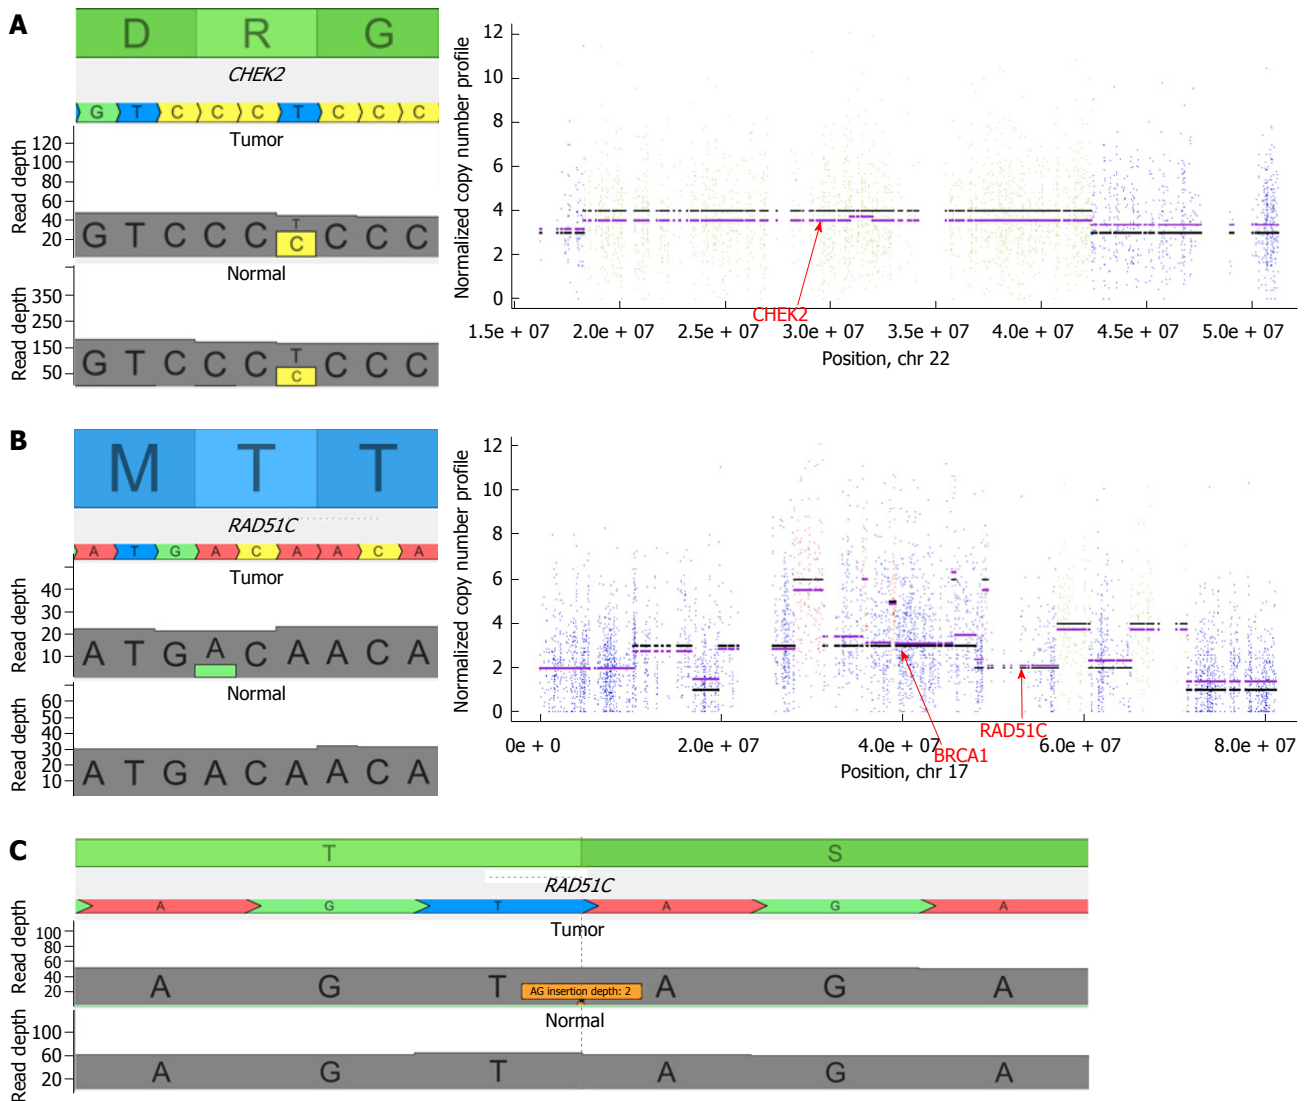 A
D R G
CHEK2
G T C C C T C C C
Tumor
Read depth
120
100
80
60
40
20
G T C C C T C C C
C
Normal
Read depth
350
250
150
50
G T C C C T C C C
C
Normalized copy number profile
12
10
8
6
4
2
0
CHEK2
1.5e + 07 2.0e + 07 2.5e + 07 3.0e + 07 3.5e + 07 4.0e + 07 4.5e + 07 5.0e + 07
Position, chr 22
B
M T T
RAD51C
A T G A C A A C A
Tumor
Read depth
40
30
20
10
A T G A C A A C A
Normal
Read depth
60
50
40
30
20
10
A T G A C A A C A
Normalized copy number profile
12
10
8
6
4
2
0
RAD51C
BRCA1
0e + 0 2.0e + 07 4.0e + 07 6.0e + 07 8.0e + 07
Position, chr 17
C
T S
RAD51C
A G T A G A
Tumor
Read depth
100
80
60
40
20
A G T A G A
AG insertion depth: 2
Normal
Read depth
100
60
20
A G T A G A